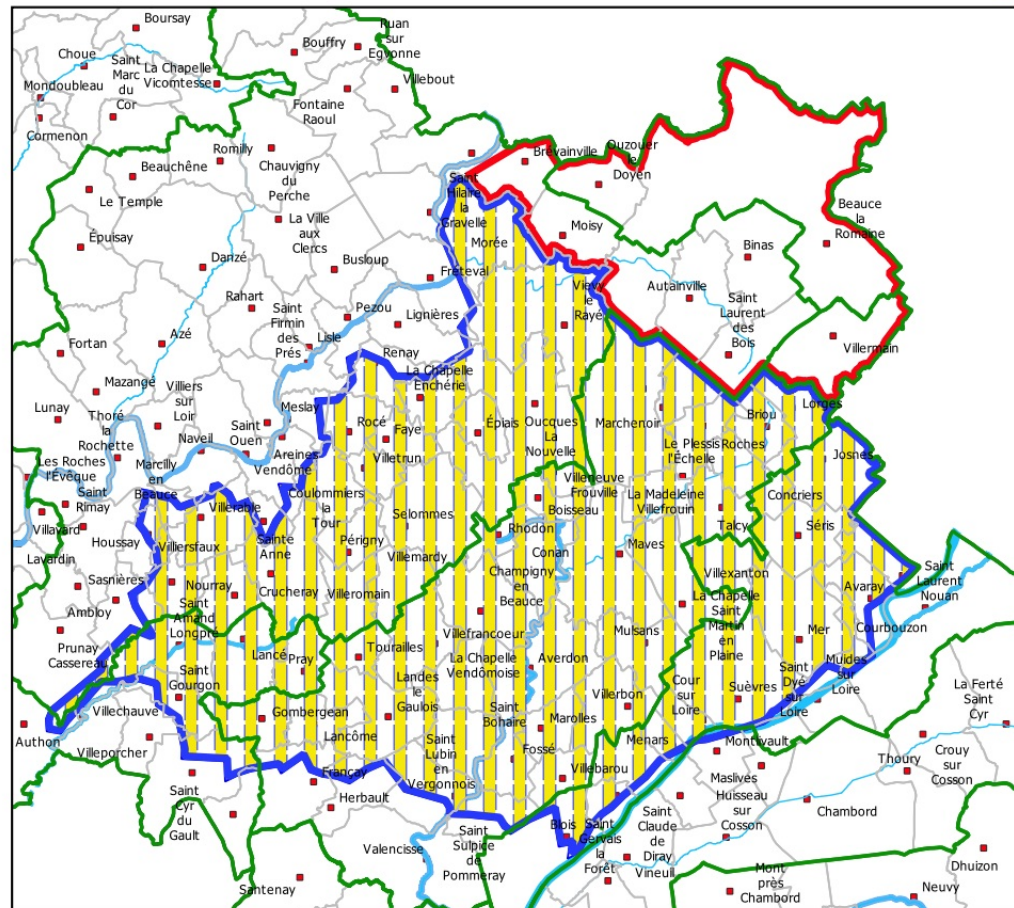 Boursay
Ruan
sur
Egvonne
Bouffry
Choue
Saint
Marc
du
Cor
La Chapelle
Vicomtesse
Mondoubleau
Villebout
Fontaine
Raoul
Cormenon
Romilly
Beauchêne
Chauvigny
du
Perche
Brévainville
Ouzouer
le
Doyen
Saint
Hilaire
la
Gravelle
Le Temple
La Ville
aux
Clercs
Beauce
la
Romaine
Moisy
Épuisay
Morée
Binas
Danzé
Busloup
Fréteval
Vievy
le
Rayé
Autainville
Rahart
Saint
Firmin
des
Prés
Pezou
Lignières
Saint
Laurent
des
Bois
Fortan
Azé
Lisle
Renay
Villermain
La Chapelle
Enchérie
Mazangé
Villiers
sur
Loir
Meslay
Lorges
Lunay
Thoré
la
Rochette
Saint
Ouen
Rocé
Faye
Épiais
Oucques
La
Nouvelle
Marchenoir
Briou
Naveil
Areines
Vendôme
Villetrun
Le Plessis
l'Échelle
Roches
Josnes
Les Roches
l'Évêque
Marcilly
en
Beauce
Villeneuve
Frouville
Saint
Rimay
Coulommiers
la
Tour
La Madeleine
Villefrouin
Concriers
Villavard
Villerable
Selommes
Boisseau
Rhodon
Talcy
Séris
Houssay
Villiersfaux
Sainte
Anne
Périgny
Villemardy
Conan
Maves
Lavardin
Sasnières
Nourray
Crucheray
Villeromain
Champigny
en
Beauce
Villexanton
Avaray
Saint
Laurent
Nouan
Ambloy
Saint
Amand
Longpré
La Chapelle
Saint
Martin
en
Plaine
Courbouzon
Prunay
Cassereau
Lancé
Pray
Tourailles
Villefrancoeur
Mulsans
Mer
Saint
Gourgon
Landes
le
Gaulois
La Chapelle
Vendômoise
Averdon
Cour
sur
Loire
Suèvres
Saint
Dyé
sur
Loire
Muides
sur
Loire
La Ferté
Saint
Cyr
Villechauve
Gombergean
Villerbon
Authon
Villeporcher
Lancôme
Saint
Bohaire
Marolles
Menars
Montlivault
Crouy
sur
Cosson
Saint
Lubin
en
Vergonnois
Fossé
Thoury
Saint
Cyr
du
Gault
Françay
Villebarou
Maslives
Huisseau
sur
Cosson
Herbault
Chambord
Blois
Saint
Gervais
la
Forêt
Saint
Claude
de
Diray
Vineuil
Valencisse
Saint
Sulpice
de
Pommeray
Dhuizon
Santenay
Mont
près
Chambord
Neuvy